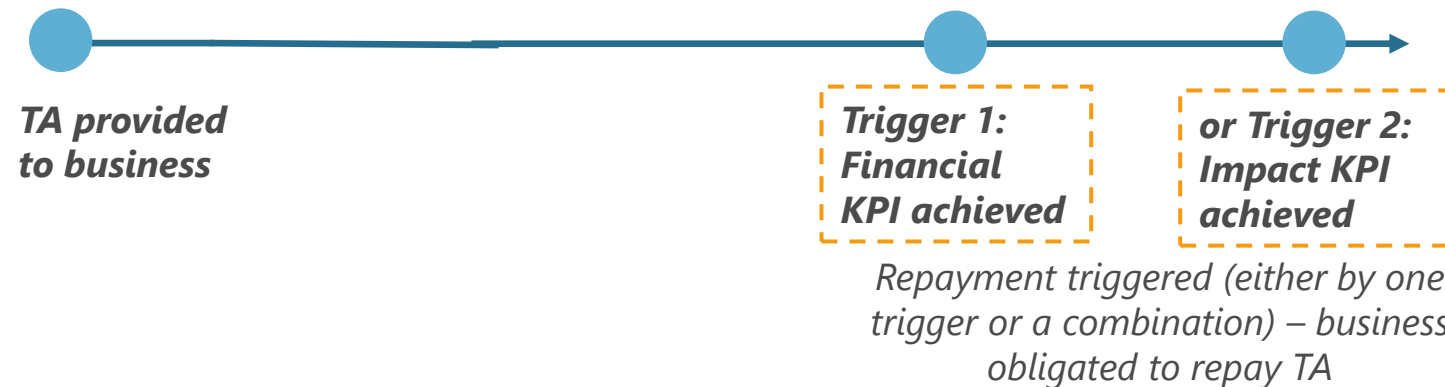 TA provided
to business
Trigger 1:
Financial
KPI achieved
or Trigger 2:
Impact KPI
achieved
Repayment triggered (either by one
trigger or a combination) – business
obligated to repay TA